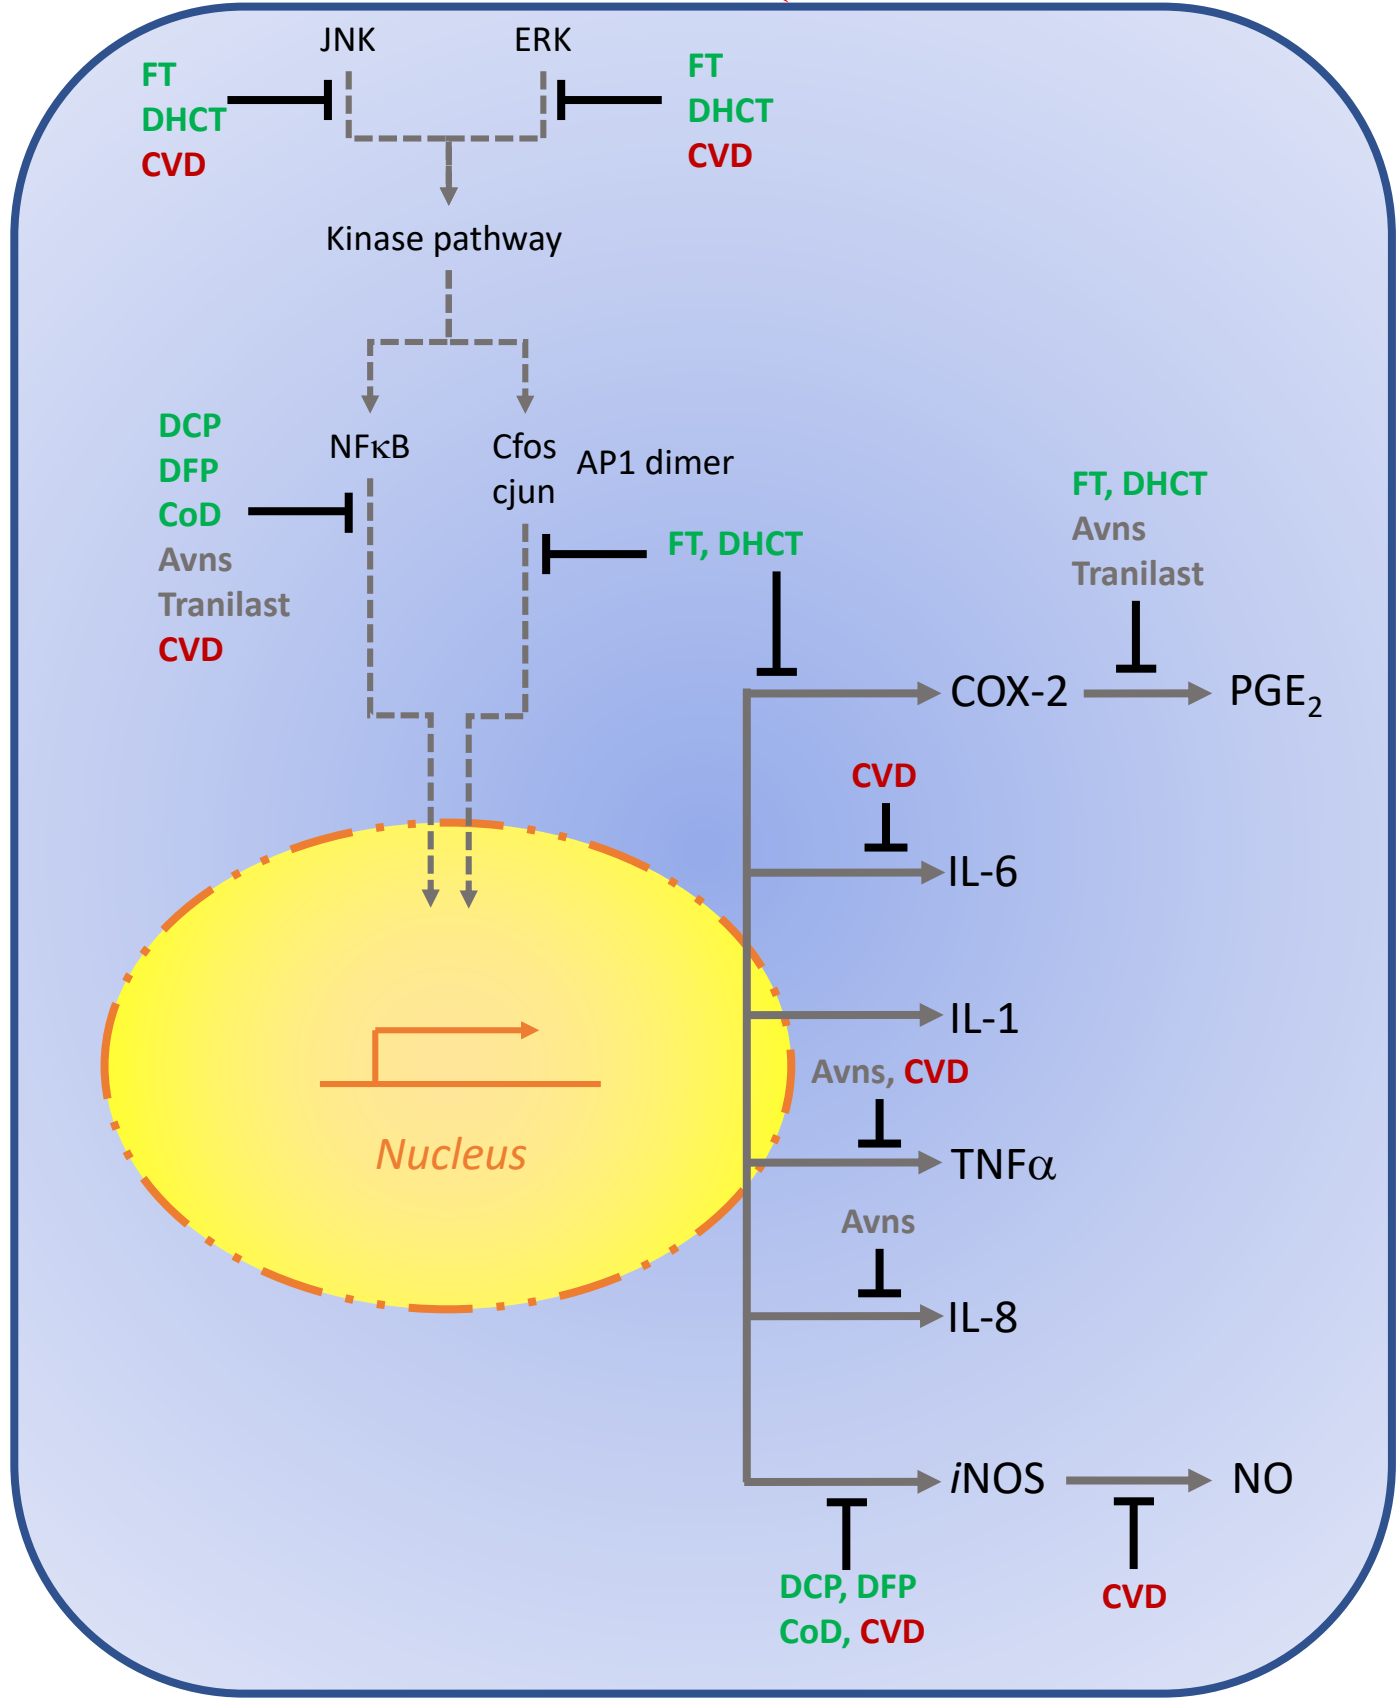 JNK
ERK
FT
DHCT
CVD
FT
DHCT
CVD
Kinase pathway
DCP
DFP
CoD
Avns
Tranilast
CVD
NFκB
Cfos
cjun
AP1 dimer
FT, DHCT
FT, DHCT
Avns
Tranilast
COX-2
PGE₂
CVD
IL-6
IL-1
Avns, CVD
TNFα
Nucleus
Avns
IL-8
iNOS
NO
DCP, DFP
CoD, CVD
CVD